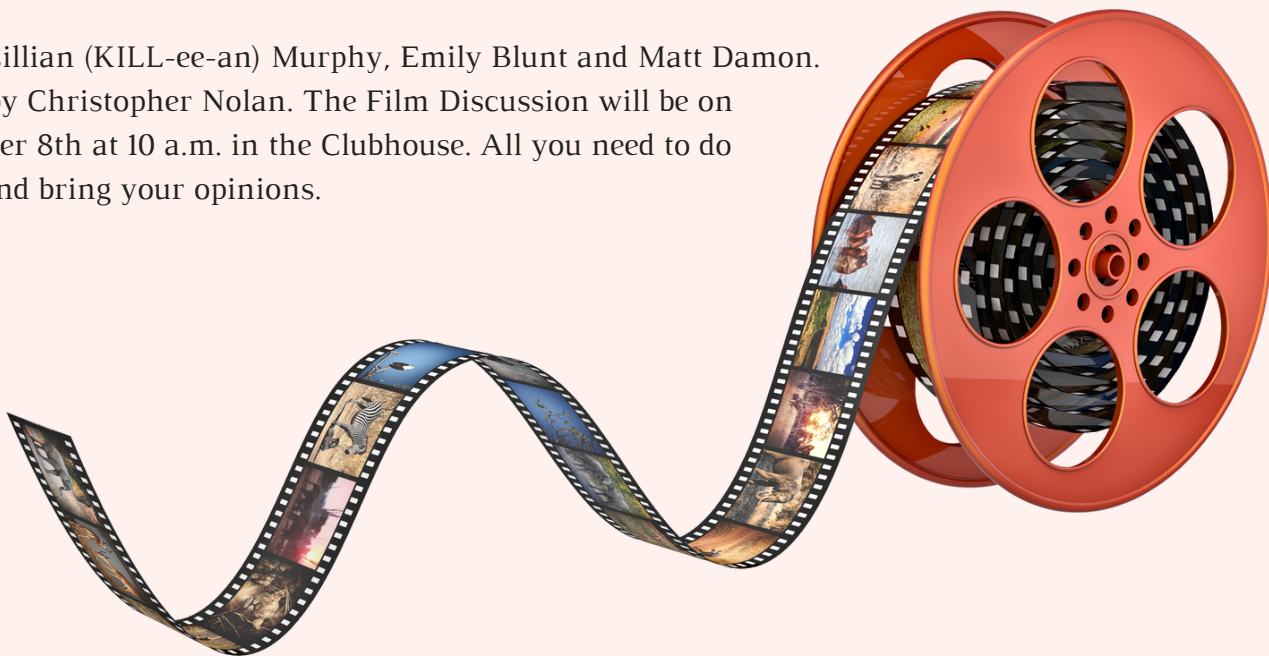 illian (KILL-ee-an) Murphy, Emily Blunt and Matt Damon.
y Christopher Nolan. The Film Discussion will be on
er 8th at 10 a.m. in the Clubhouse. All you need to do
nd bring your opinions.